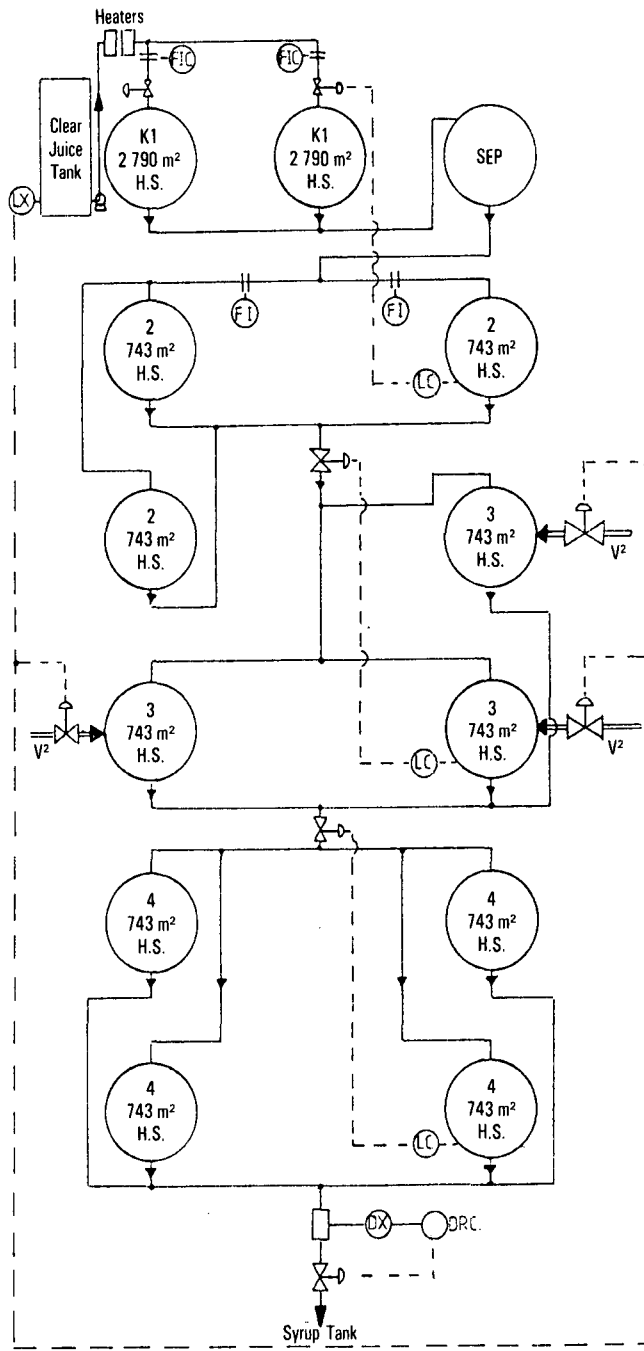 Heaters
FIC
FIC
Clear
Juice
Tank
K1
2 790 m²
H.S.
K1
2 790 m²
H.S.
SEP
LX
FI
FI
2
743 m²
H.S.
2
743 m²
H.S.
LC
2
743 m²
H.S.
3
743 m²
H.S.
V²
3
743 m²
H.S.
V²
3
743 m²
H.S.
V²
LC
4
743 m²
H.S.
4
743 m²
H.S.
4
743 m²
H.S.
4
743 m²
H.S.
LC
DX
DRC.
Syrup Tank